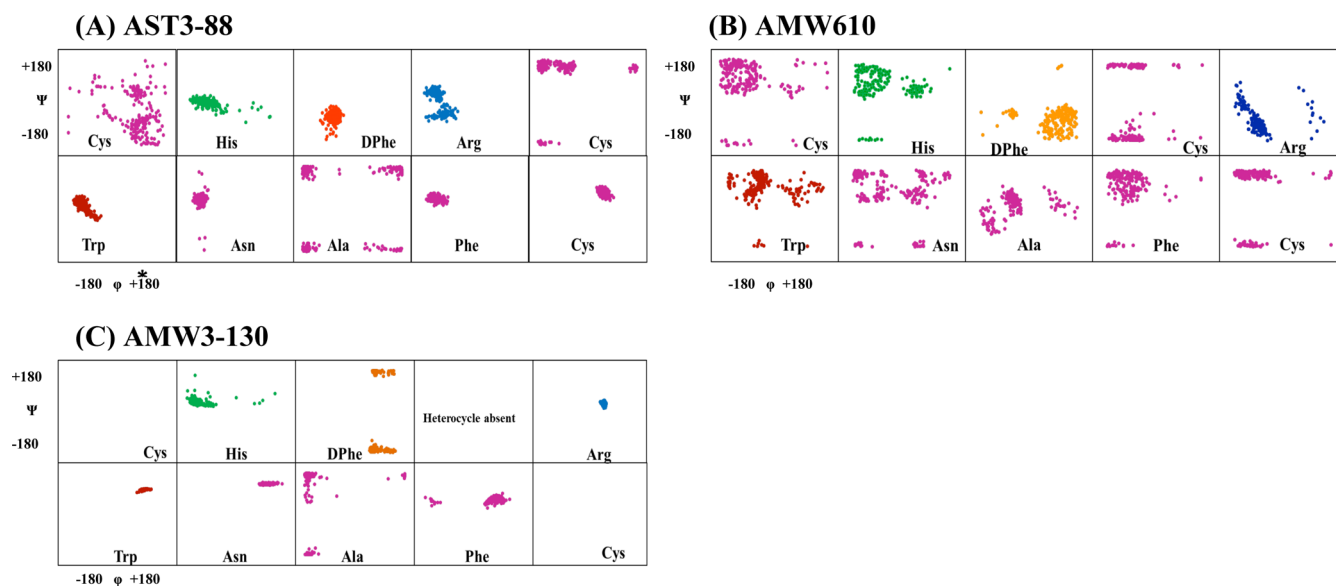 (A) AST3-88
+180
Ψ
-180
Cys His DPhe Arg Cys
Trp Asn Ala Phe Cys
*
-180 φ +180
(B) AMW610
+180
Ψ
-180
Cys His DPhe Cys Arg
Trp Asn Ala Phe Cys
-180 φ +180
(C) AMW3-130
+180
Ψ
-180
Heterocycle absent
Cys His DPhe Arg
Trp Asn Ala Phe Cys
-180 φ +180